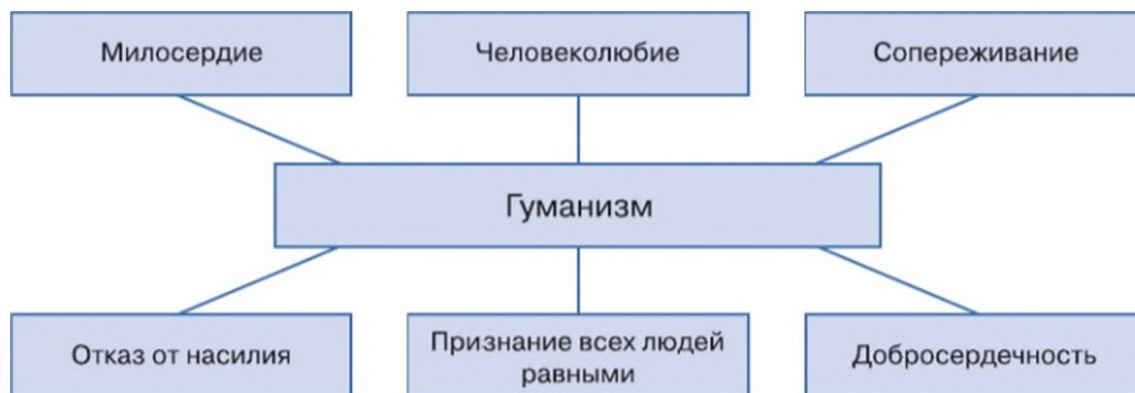 Милосердие
Человеколюбие
Сопереживание
Гуманизм
Отказ от насилия
Признание всех людей
равными
Добросердечность